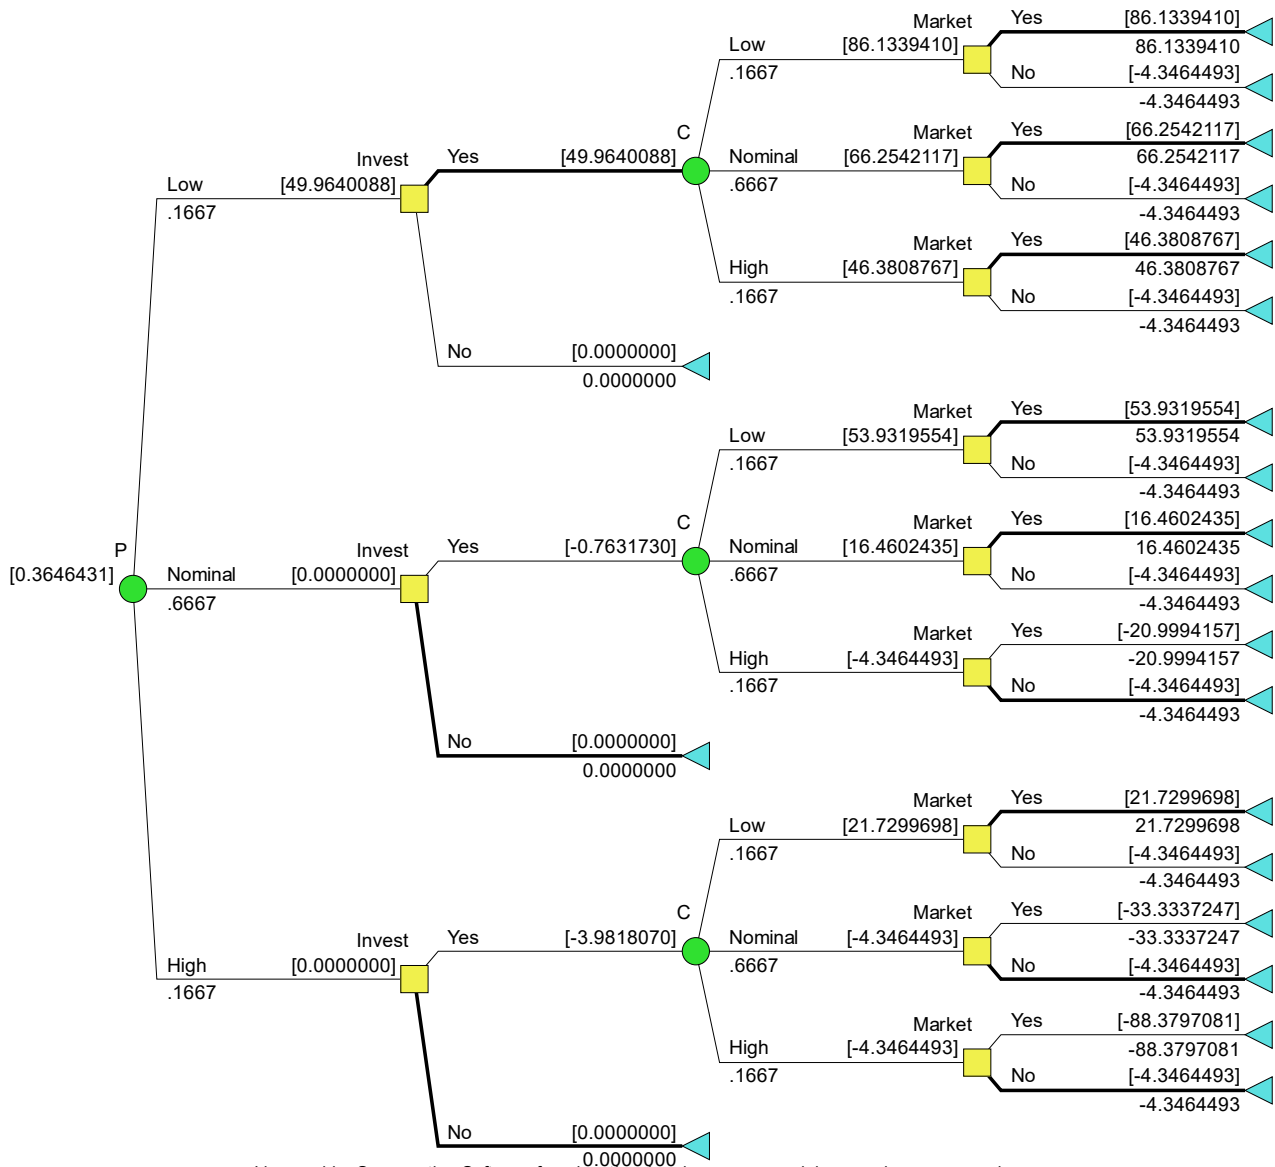 Market
Yes [86.1339410]
Low [86.1339410] 86.1339410
.1667 No [-4.3464493]
-4.3464493
C Market
Yes [66.2542117]
Invest Yes [49.9640088] Nominal [66.2542117] 66.2542117
Low [49.9640088] .6667 No [-4.3464493]
.1667 -4.3464493
Market
Yes [46.3808767]
High [46.3808767] 46.3808767
.1667 No [-4.3464493]
-4.3464493
No [0.0000000]
0.0000000
Market
Yes [53.9319554]
Low [53.9319554] 53.9319554
.1667 No [-4.3464493]
-4.3464493
C Market
Yes [16.4602435]
P Invest Yes [-0.7631730] Nominal [16.4602435] 16.4602435
[0.3646431] Nominal [0.0000000] .6667 No [-4.3464493]
.6667 -4.3464493
Market
Yes [-20.9994157]
High [-4.3464493] -20.9994157
.1667 No [-4.3464493]
-4.3464493
No [0.0000000]
0.0000000
Market
Yes [21.7299698]
Low [21.7299698] 21.7299698
.1667 No [-4.3464493]
-4.3464493
C Market
Yes [-33.3337247]
Invest Yes [-3.9818070] Nominal [-4.3464493] -33.3337247
High [0.0000000] .6667 No [-4.3464493]
.1667 -4.3464493
Market
Yes [-88.3797081]
High [-4.3464493] -88.3797081
.1667 No [-4.3464493]
-4.3464493
No [0.0000000]
0.0000000